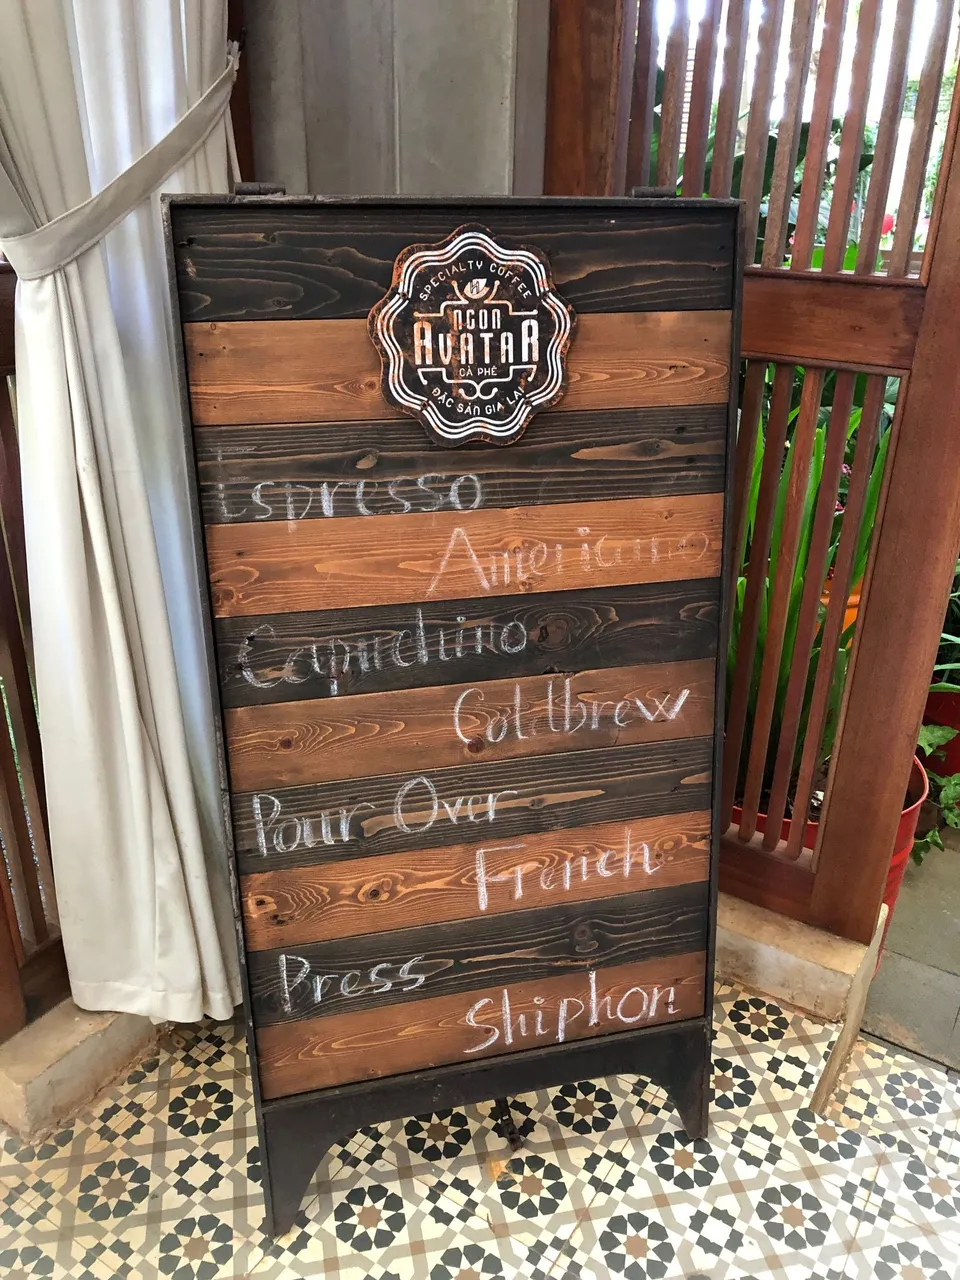 SPECIALTY COFFEE
NGON
AVATAR
CÀ PHÊ
ĐẶC SẢN GIA LAI
Espresso
Americano
Capuchino
Coldbrew
Pour Over
French
Press
Shiphon